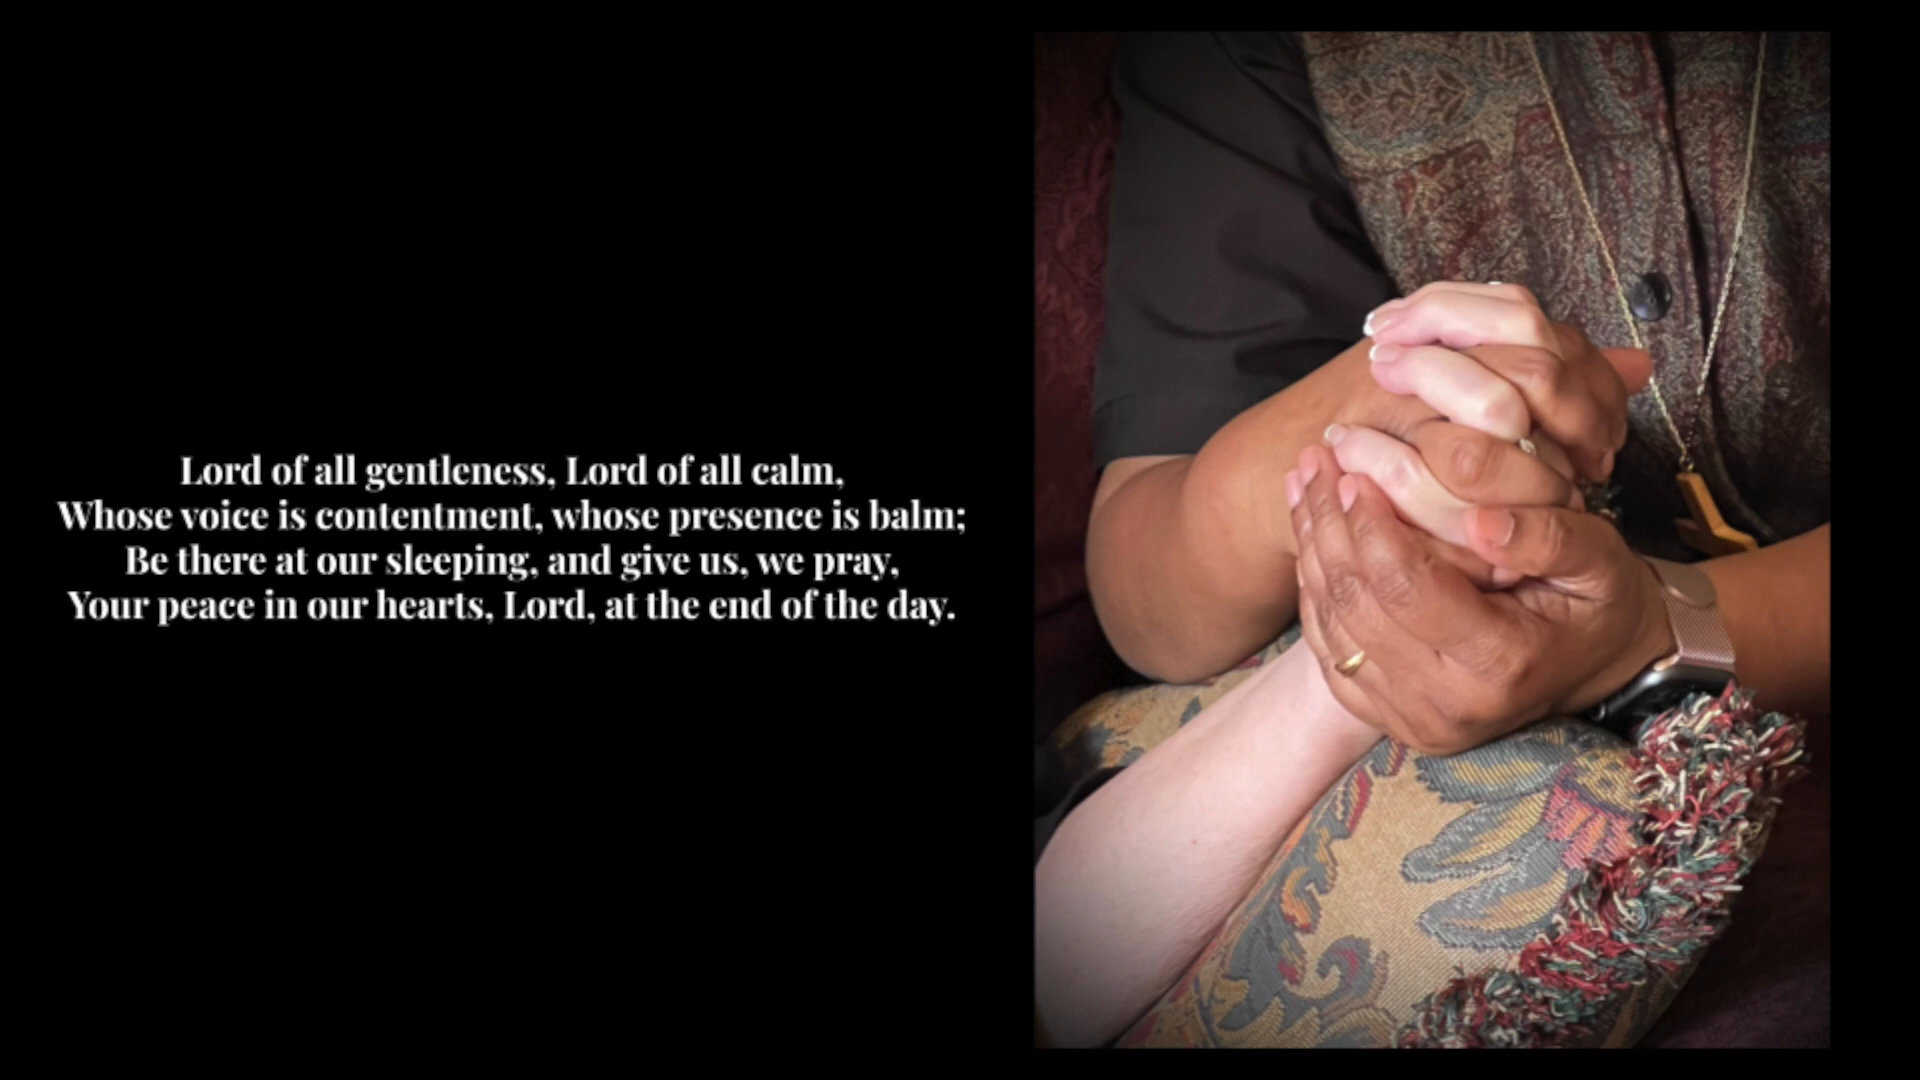 Lord of all gentleness, Lord of all calm,
Whose voice is contentment, whose presence is balm;
Be there at our sleeping, and give us, we pray,
Your peace in our hearts, Lord, at the end of the day.